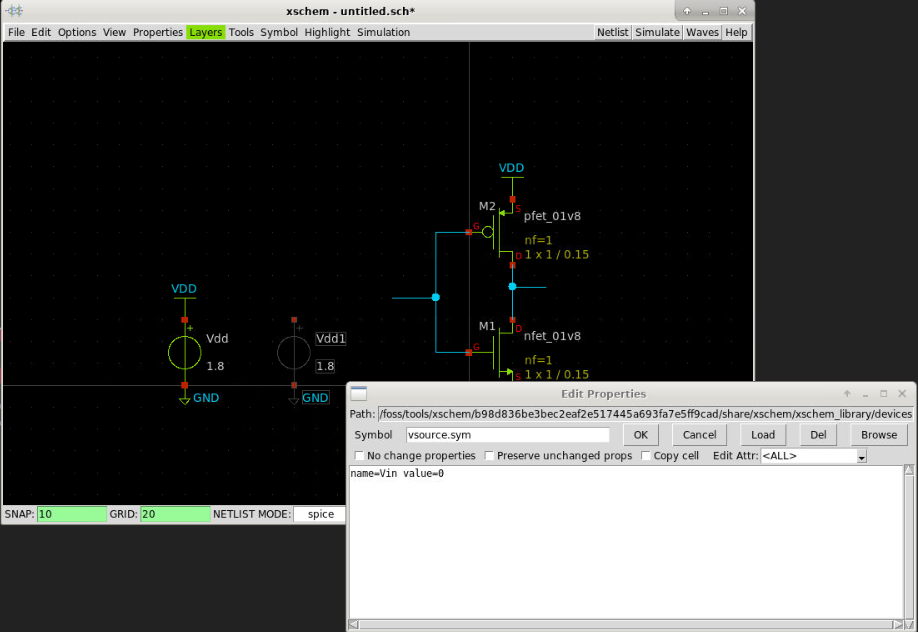 xschem - untitled.sch*
File Edit Options View Properties Layers Tools Symbol Highlight Simulation Netlist Simulate Waves Help
VDD
M2
S
pfet_01v8
G
nf=1
D 1 x 1 / 0.15
VDD
+ Vdd
1.8
GND
+ Vdd1
1.8
GND
M1
D
nfet_01v8
G
nf=1
S 1 x 1 / 0.15
SNAP: 10 GRID: 20 NETLIST MODE: spice
Edit Properties
Path: /foss/tools/xschem/b98d836be3bec2eaf2e517445a693fa7e5ff9cad/share/xschem/xschem_library/devices
Symbol vsource.sym OK Cancel Load Del Browse
No change properties Preserve unchanged props Copy cell Edit Attr: <ALL>
name=Vin value=0